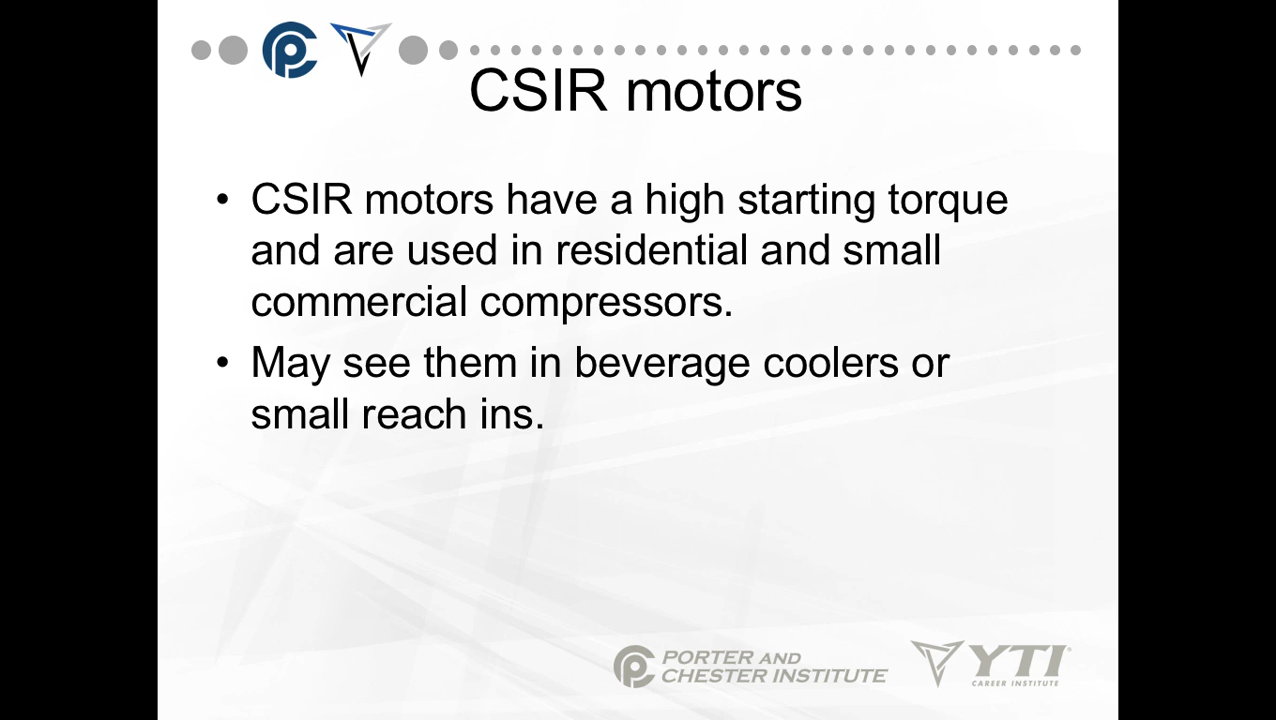 CSIR motors
• CSIR motors have a high starting torque
and are used in residential and small
commercial compressors.
• May see them in beverage coolers or
small reach ins.
PORTER AND
CHESTER INSTITUTE
YTI
CAREER INSTITUTE